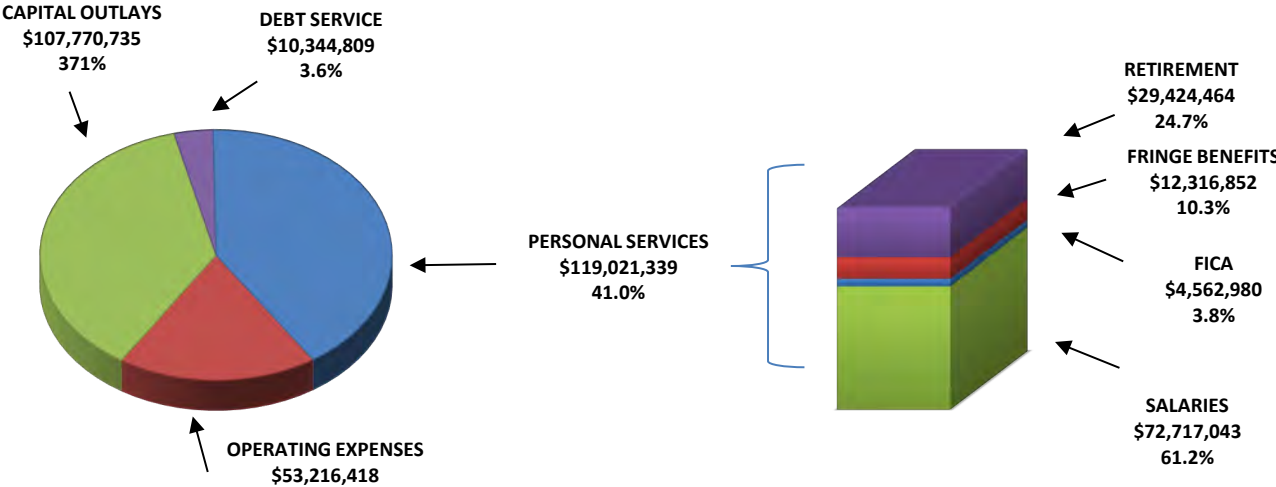 CAPITAL OUTLAYS
$107,770,735
371%
DEBT SERVICE
$10,344,809
3.6%
PERSONAL SERVICES
$119,021,339
41.0%
OPERATING EXPENSES
$53,216,418
RETIREMENT
$29,424,464
24.7%
FRINGE BENEFITS
$12,316,852
10.3%
FICA
$4,562,980
3.8%
SALARIES
$72,717,043
61.2%